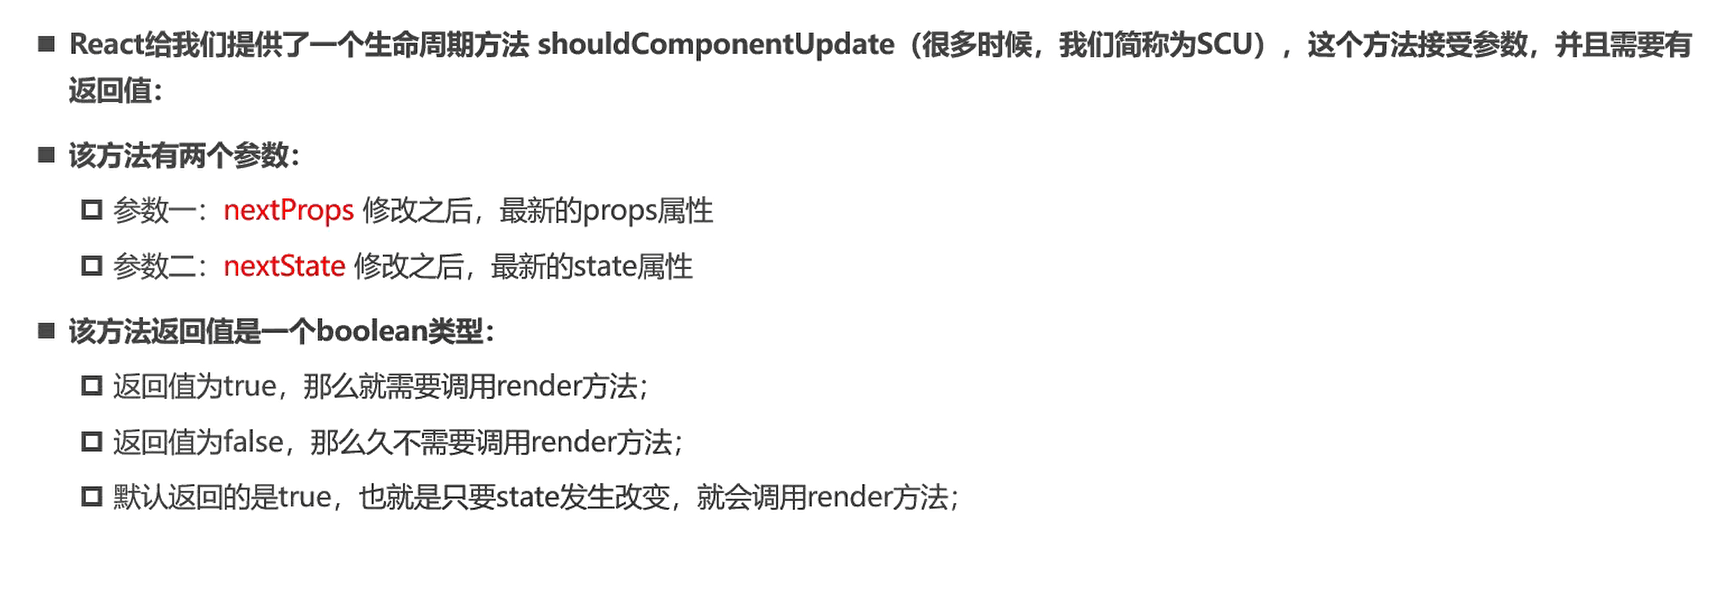 React给我们提供了一个生命周期方法 shouldComponentUpdate（很多时候，我们简称为SCU），这个方法接受参数，并且需要有
返回值：
该方法有两个参数：
参数一：nextProps 修改之后，最新的props属性
参数二：nextState 修改之后，最新的state属性
该方法返回值是一个boolean类型：
返回值为true，那么就需要调用render方法；
返回值为false，那么久不需要调用render方法；
默认返回的是true，也就是只要state发生改变，就会调用render方法；